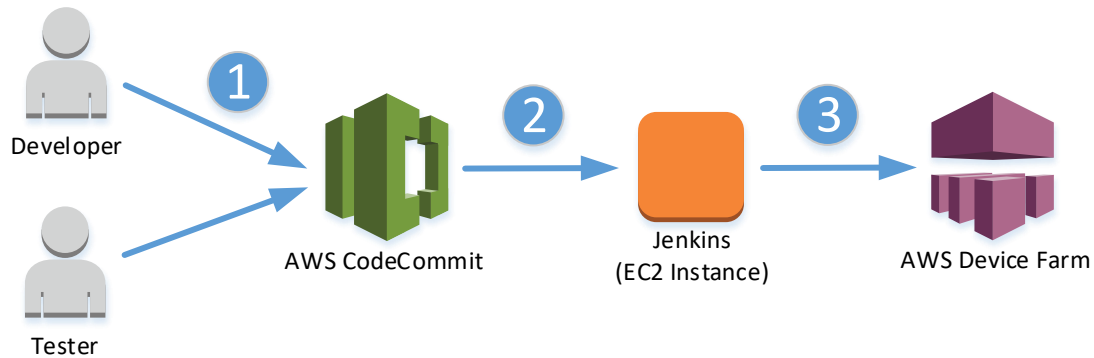 1
2
3
Developer
AWS CodeCommit
Jenkins
(EC2 Instance)
AWS Device Farm
Tester